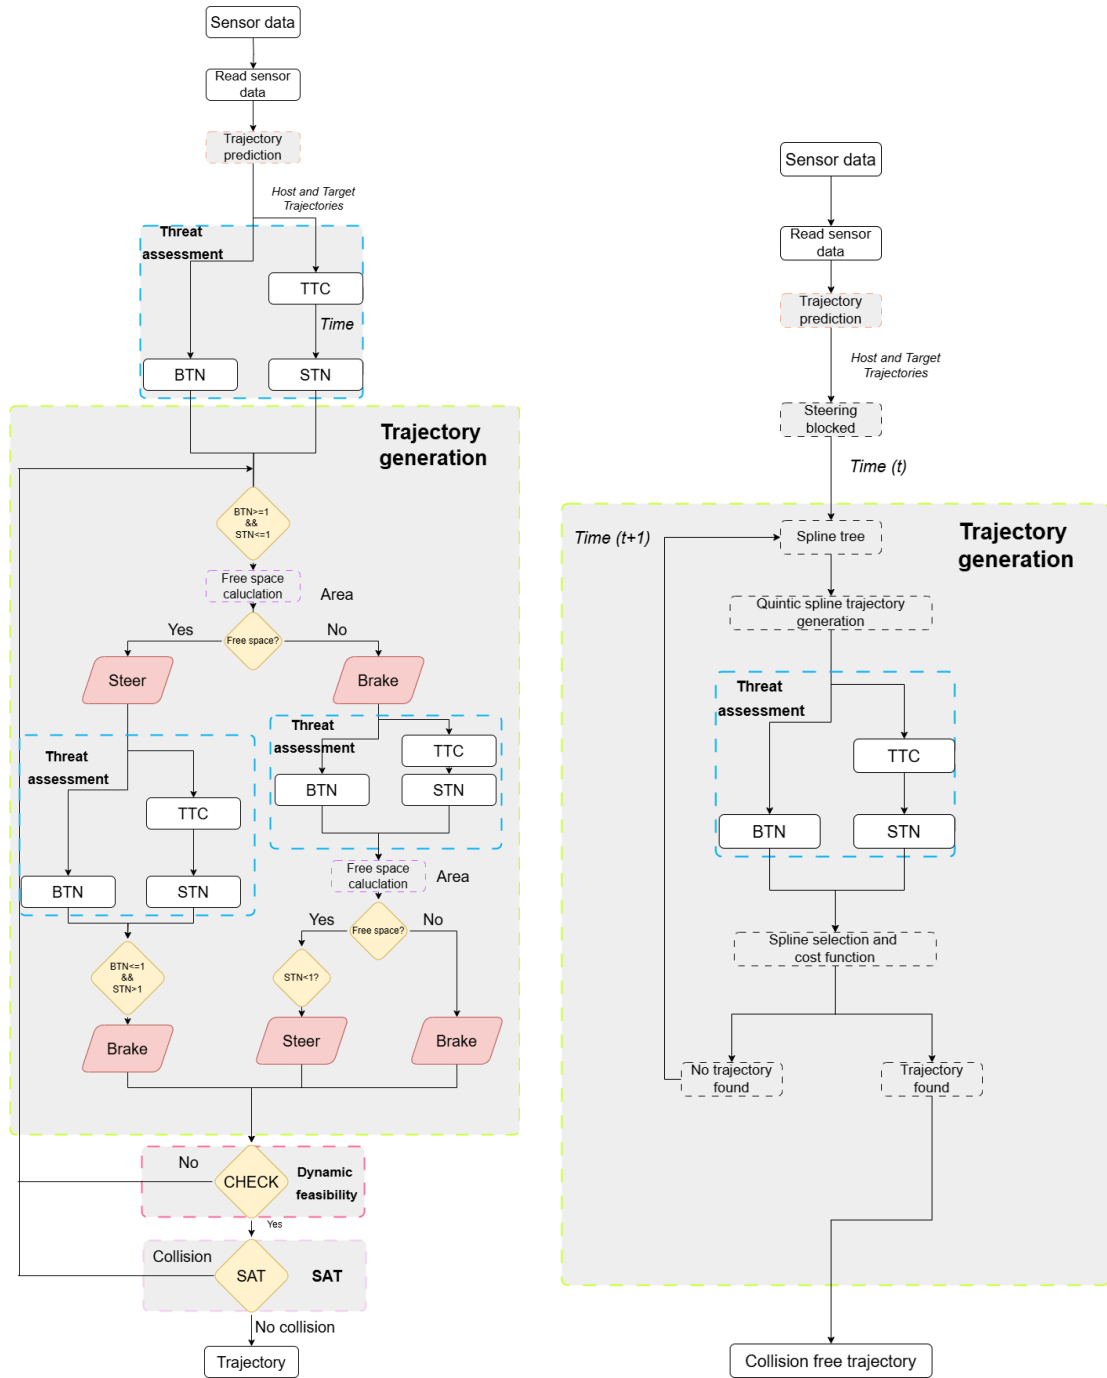 Sensor data
Read sensor
data
Trajectory
prediction
Host and Target
Trajectories
Threat
assessment
TTC
Time
BTN
STN
Trajectory
generation
BTN>=1
&&
STN<=1
Free space
caluclation
Area
Yes
Free space?
No
Steer
Brake
Threat
assessment
TTC
BTN
STN
Threat
assessment
TTC
BTN
STN
Free space
caluclation
Area
Yes
Free space?
No
BTN<=1
&&
STN>1
STN<1?
Brake
Steer
Brake
No
CHECK
Dynamic
feasibility
Yes
Collision
SAT
SAT
No collision
Trajectory
Sensor data
Read sensor
data
Trajectory
prediction
Host and Target
Trajectories
Steering
blocked
Time (t)
Trajectory
generation
Time (t+1)
Spline tree
Quintic spline trajectory
generation
Threat
assessment
TTC
BTN
STN
Spline selection and
cost function
No trajectory
found
Trajectory
found
Collision free trajectory